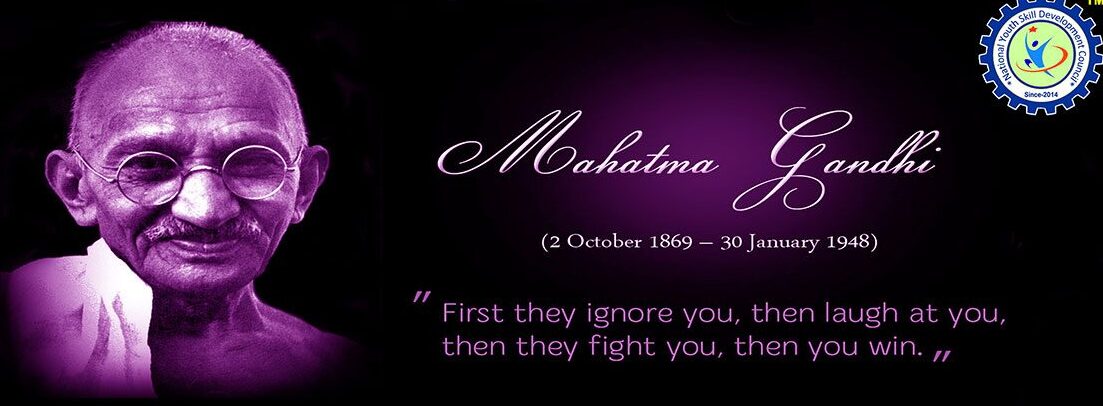 TM
National Youth Skill Development Council
Since-2014
Mahatma Gandhi
(2 October 1869 – 30 January 1948)
" First they ignore you, then laugh at you,
then they fight you, then you win. "